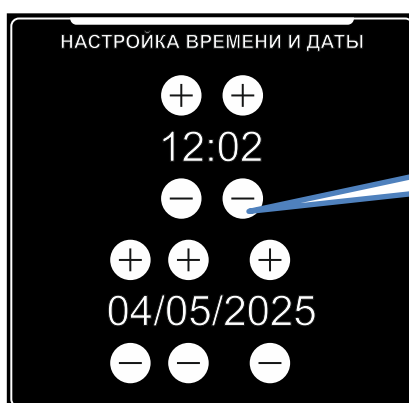 НАСТРОЙКА ВРЕМЕНИ И ДАТЫ
+ +
12:02
− −
+ + +
04/05/2025
− − −